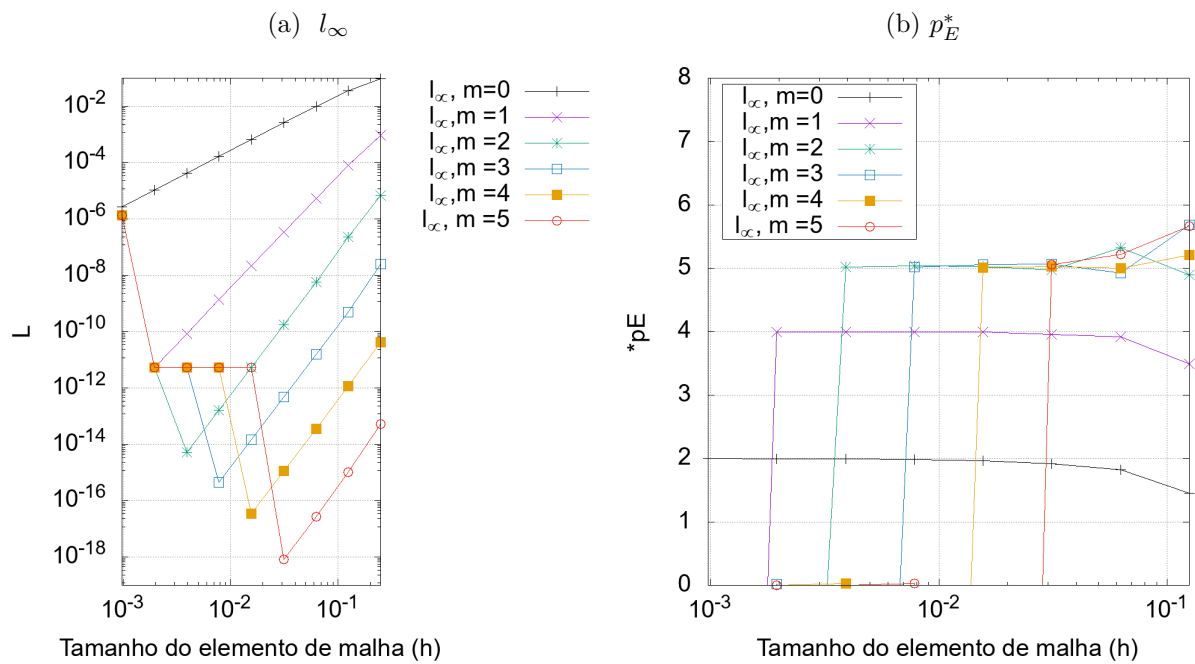 (a) l∞
10⁻²
10⁻⁴
10⁻⁶
10⁻⁸
10⁻¹⁰
10⁻¹²
10⁻¹⁴
10⁻¹⁶
10⁻¹⁸
L
10⁻³
10⁻²
10⁻¹
Tamanho do elemento de malha (h)
l∞, m=0
l∞,m =1
l∞,m =2
l∞,m =3
l∞,m =4
l∞, m =5
(b) p*E
8
7
6
5
4
3
2
1
0
*pE
l∞, m=0
l∞,m =1
l∞,m =2
l∞,m =3
l∞,m =4
l∞, m =5
10⁻³
10⁻²
10⁻¹
Tamanho do elemento de malha (h)